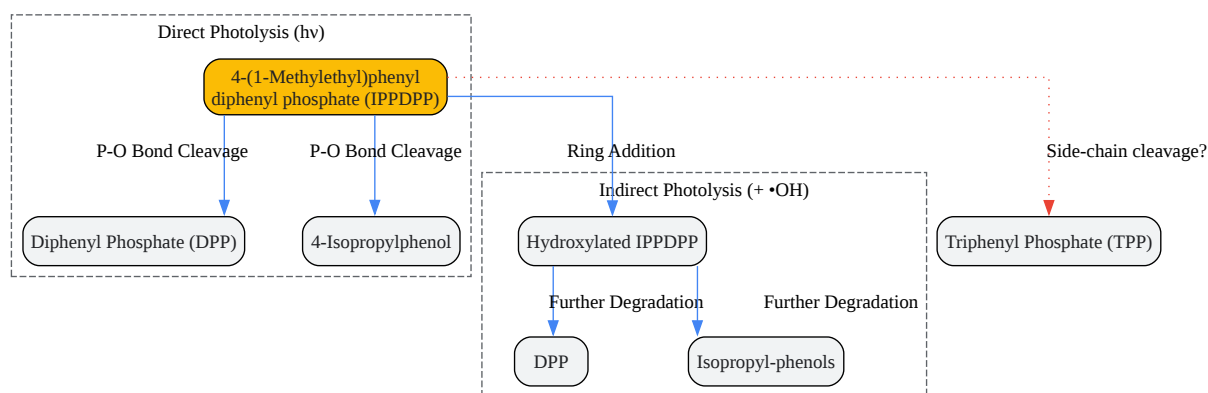 Direct Photolysis (hν)
4-(1-Methylethyl)phenyl
diphenyl phosphate (IPPDPP)
P-O Bond Cleavage
P-O Bond Cleavage
Ring Addition
Side-chain cleavage?
Indirect Photolysis (+ •OH)
Diphenyl Phosphate (DPP)
4-Isopropylphenol
Hydroxylated IPPDPP
Triphenyl Phosphate (TPP)
Further Degradation
Further Degradation
DPP
Isopropyl-phenols